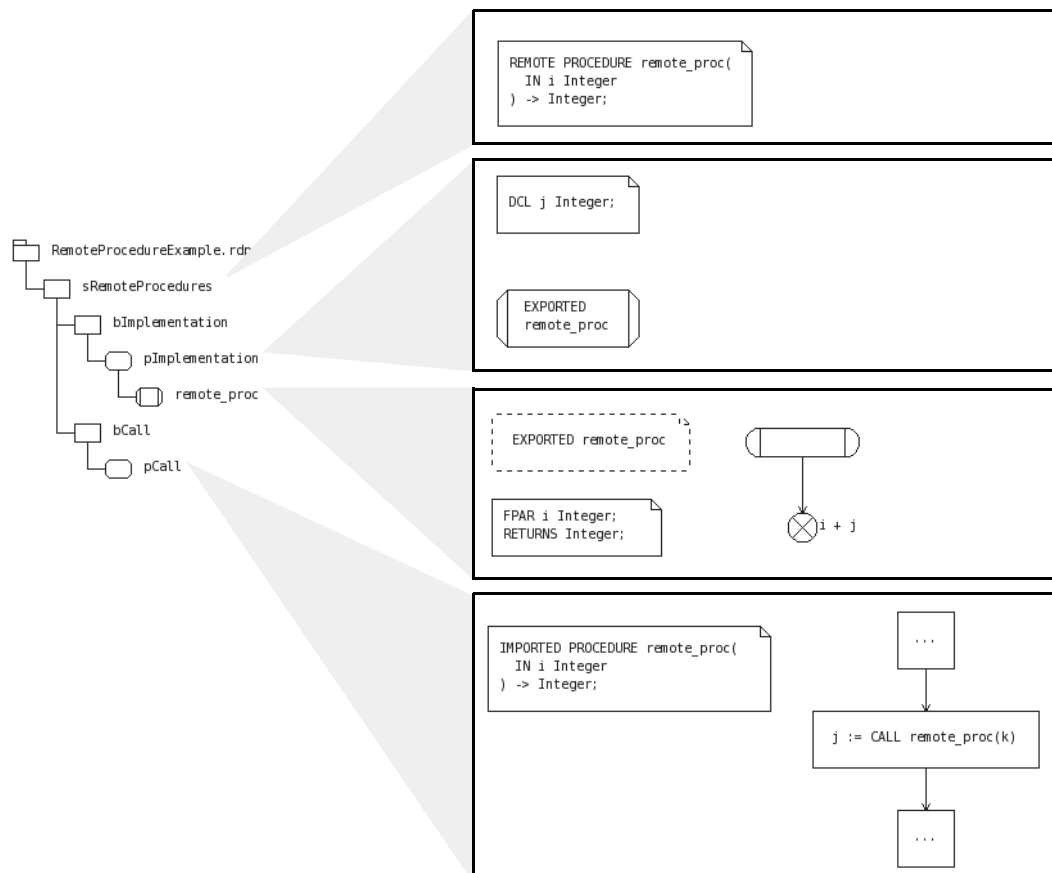 RemoteProcedureExample.rdn
sRemoteProcedures
bImplementation
pImplementation
remote_proc
bCall
pCall
REMOTE PROCEDURE remote_proc(
IN i Integer
) -> Integer;
DCL j Integer;
EXPORTED
remote_proc
EXPORTED remote_proc
FPAR i Integer;
RETURNS Integer;
i + j
IMPORTED PROCEDURE remote_proc(
IN i Integer
) -> Integer;
...
j := CALL remote_proc(k)
...